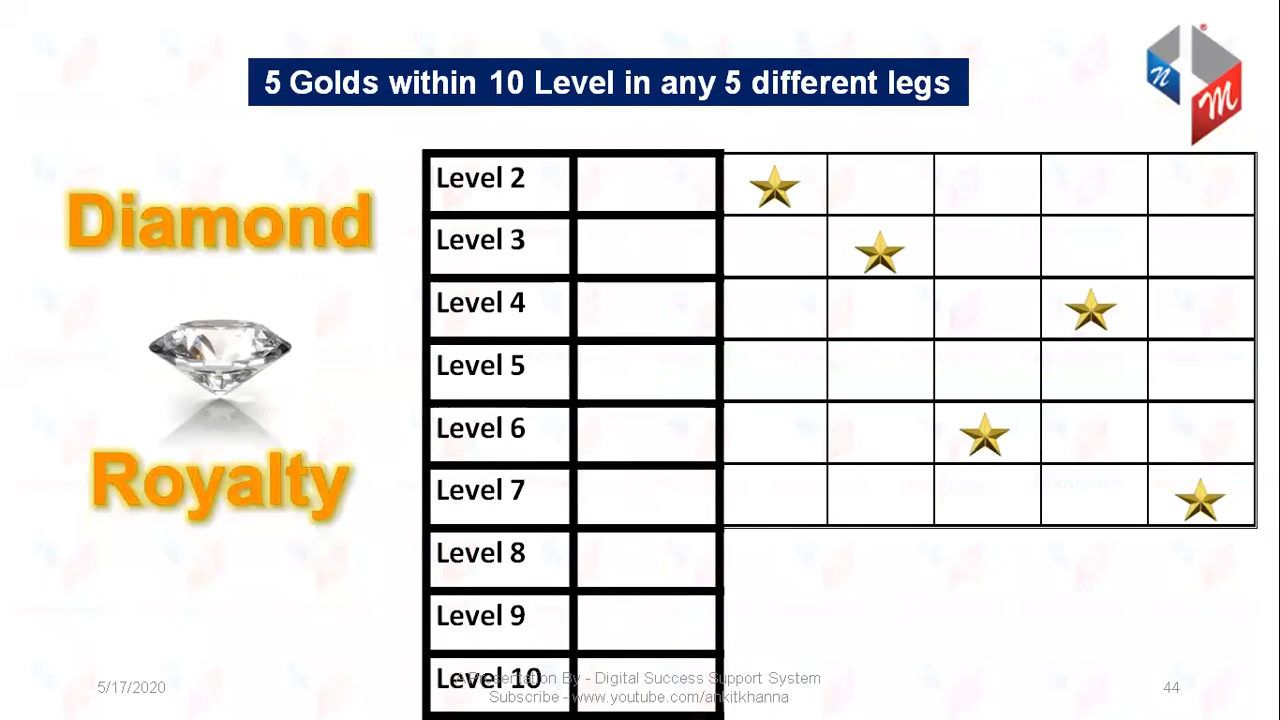 5 Golds within 10 Level in any 5 different legs
n
M
Diamond
Royalty
Level 2
Level 3
Level 4
Level 5
Level 6
Level 7
Level 8
Level 9
Level 10
5/17/2020
Presentation By - Digital Success Support System
Subscribe - www.youtube.com/ankitkhanna
44